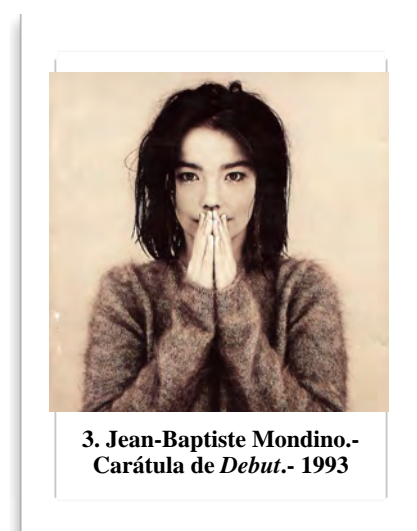 3. Jean-Baptiste Mondino.-
Carátula de Debut.- 1993